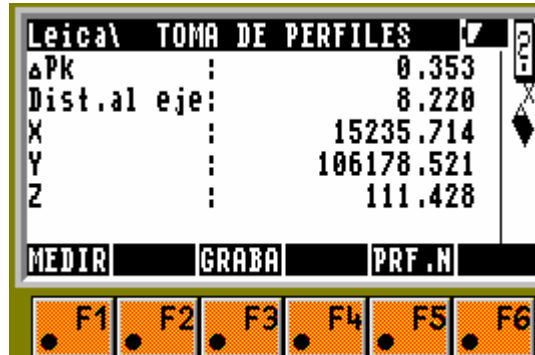 Leica\ TOMA DE PERFILES
▵Pk : 0.353
Dist.al eje: 8.220
X : 15235.714
Y : 106178.521
Z : 111.428
MEDIR GRABA PRF.N
F1 F2 F3 F4 F5 F6